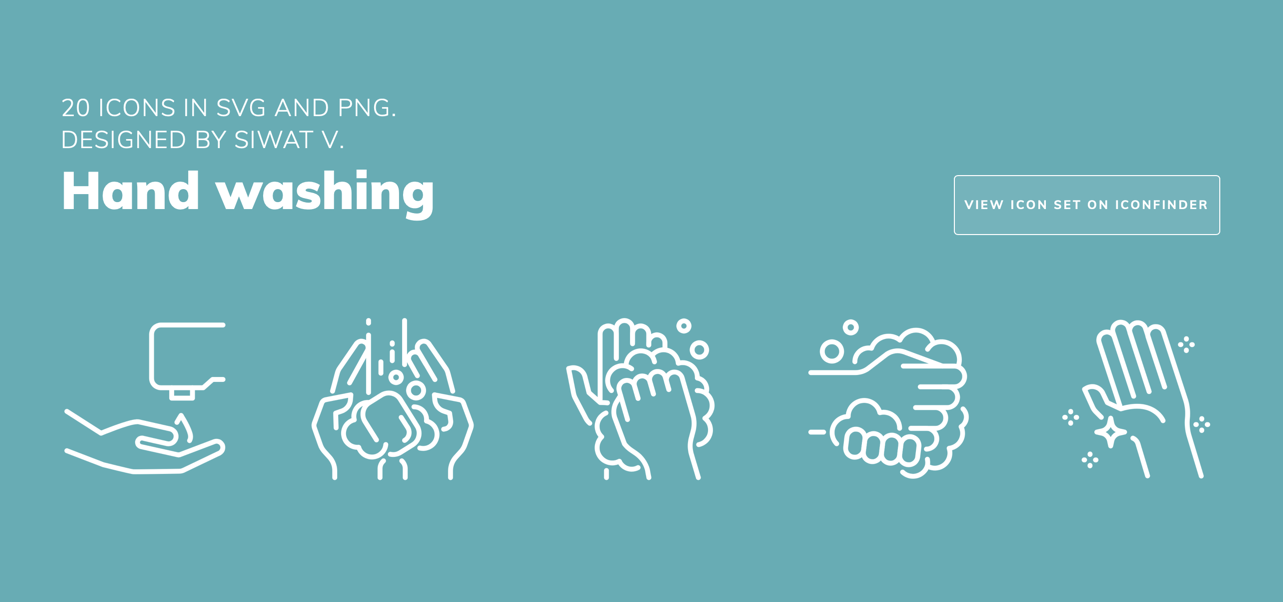 20 ICONS IN SVG AND PNG.
DESIGNED BY SIWAT V.
Hand washing
VIEW ICON SET ON ICONFINDER